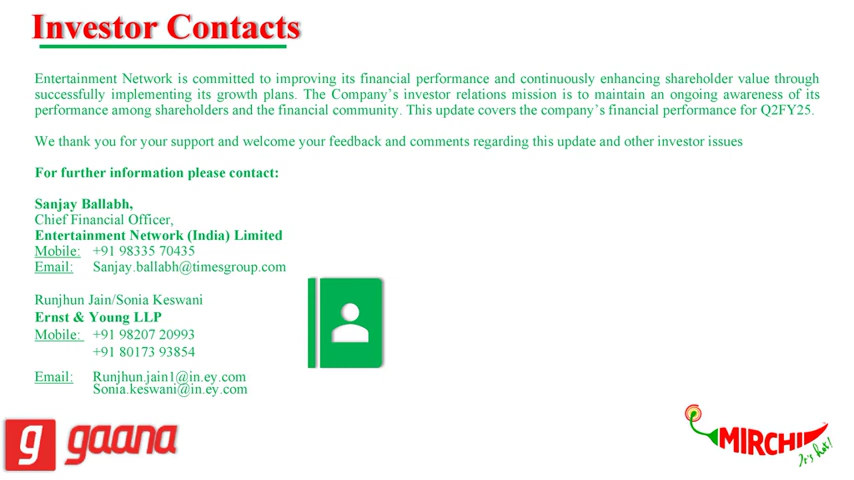 Investor Contacts
Entertainment Network is committed to improving its financial performance and continuously enhancing shareholder value through
successfully implementing its growth plans. The Company's investor relations mission is to maintain an ongoing awareness of its
performance among shareholders and the financial community. This update covers the company's financial performance for Q2FY25.
We thank you for your support and welcome your feedback and comments regarding this update and other investor issues
For further information please contact:
Sanjay Ballabh,
Chief Financial Officer,
Entertainment Network (India) Limited
Mobile: +91 98335 70435
Email: Sanjay.ballabh@timesgroup.com
Runjhun Jain/Sonia Keswani
Ernst & Young LLP
Mobile: +91 98207 20993
+91 80173 93854
Email: Runjhun.jain1@in.ey.com
Sonia.keswani@in.ey.com
g gaana
MIRCHI
It's hot!